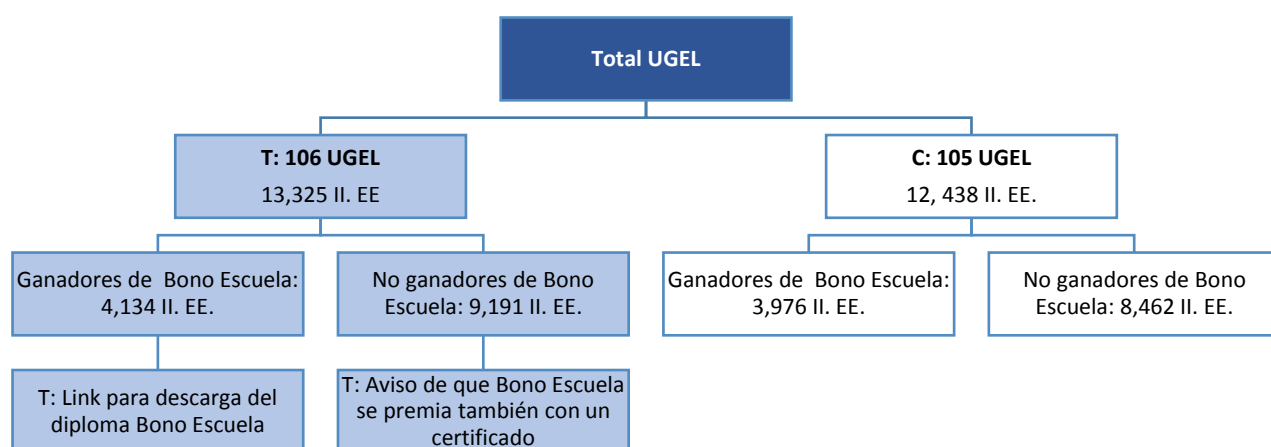 Total UGEL
T: 106 UGEL
13,325 II. EE
C: 105 UGEL
12, 438 II. EE.
Ganadores de Bono Escuela:
4,134 II. EE.
No ganadores de Bono
Escuela: 9,191 II. EE.
Ganadores de Bono Escuela:
3,976 II. EE.
No ganadores de Bono
Escuela: 8,462 II. EE.
T: Link para descarga del
diploma Bono Escuela
T: Aviso de que Bono Escuela
se premia también con un
certificado